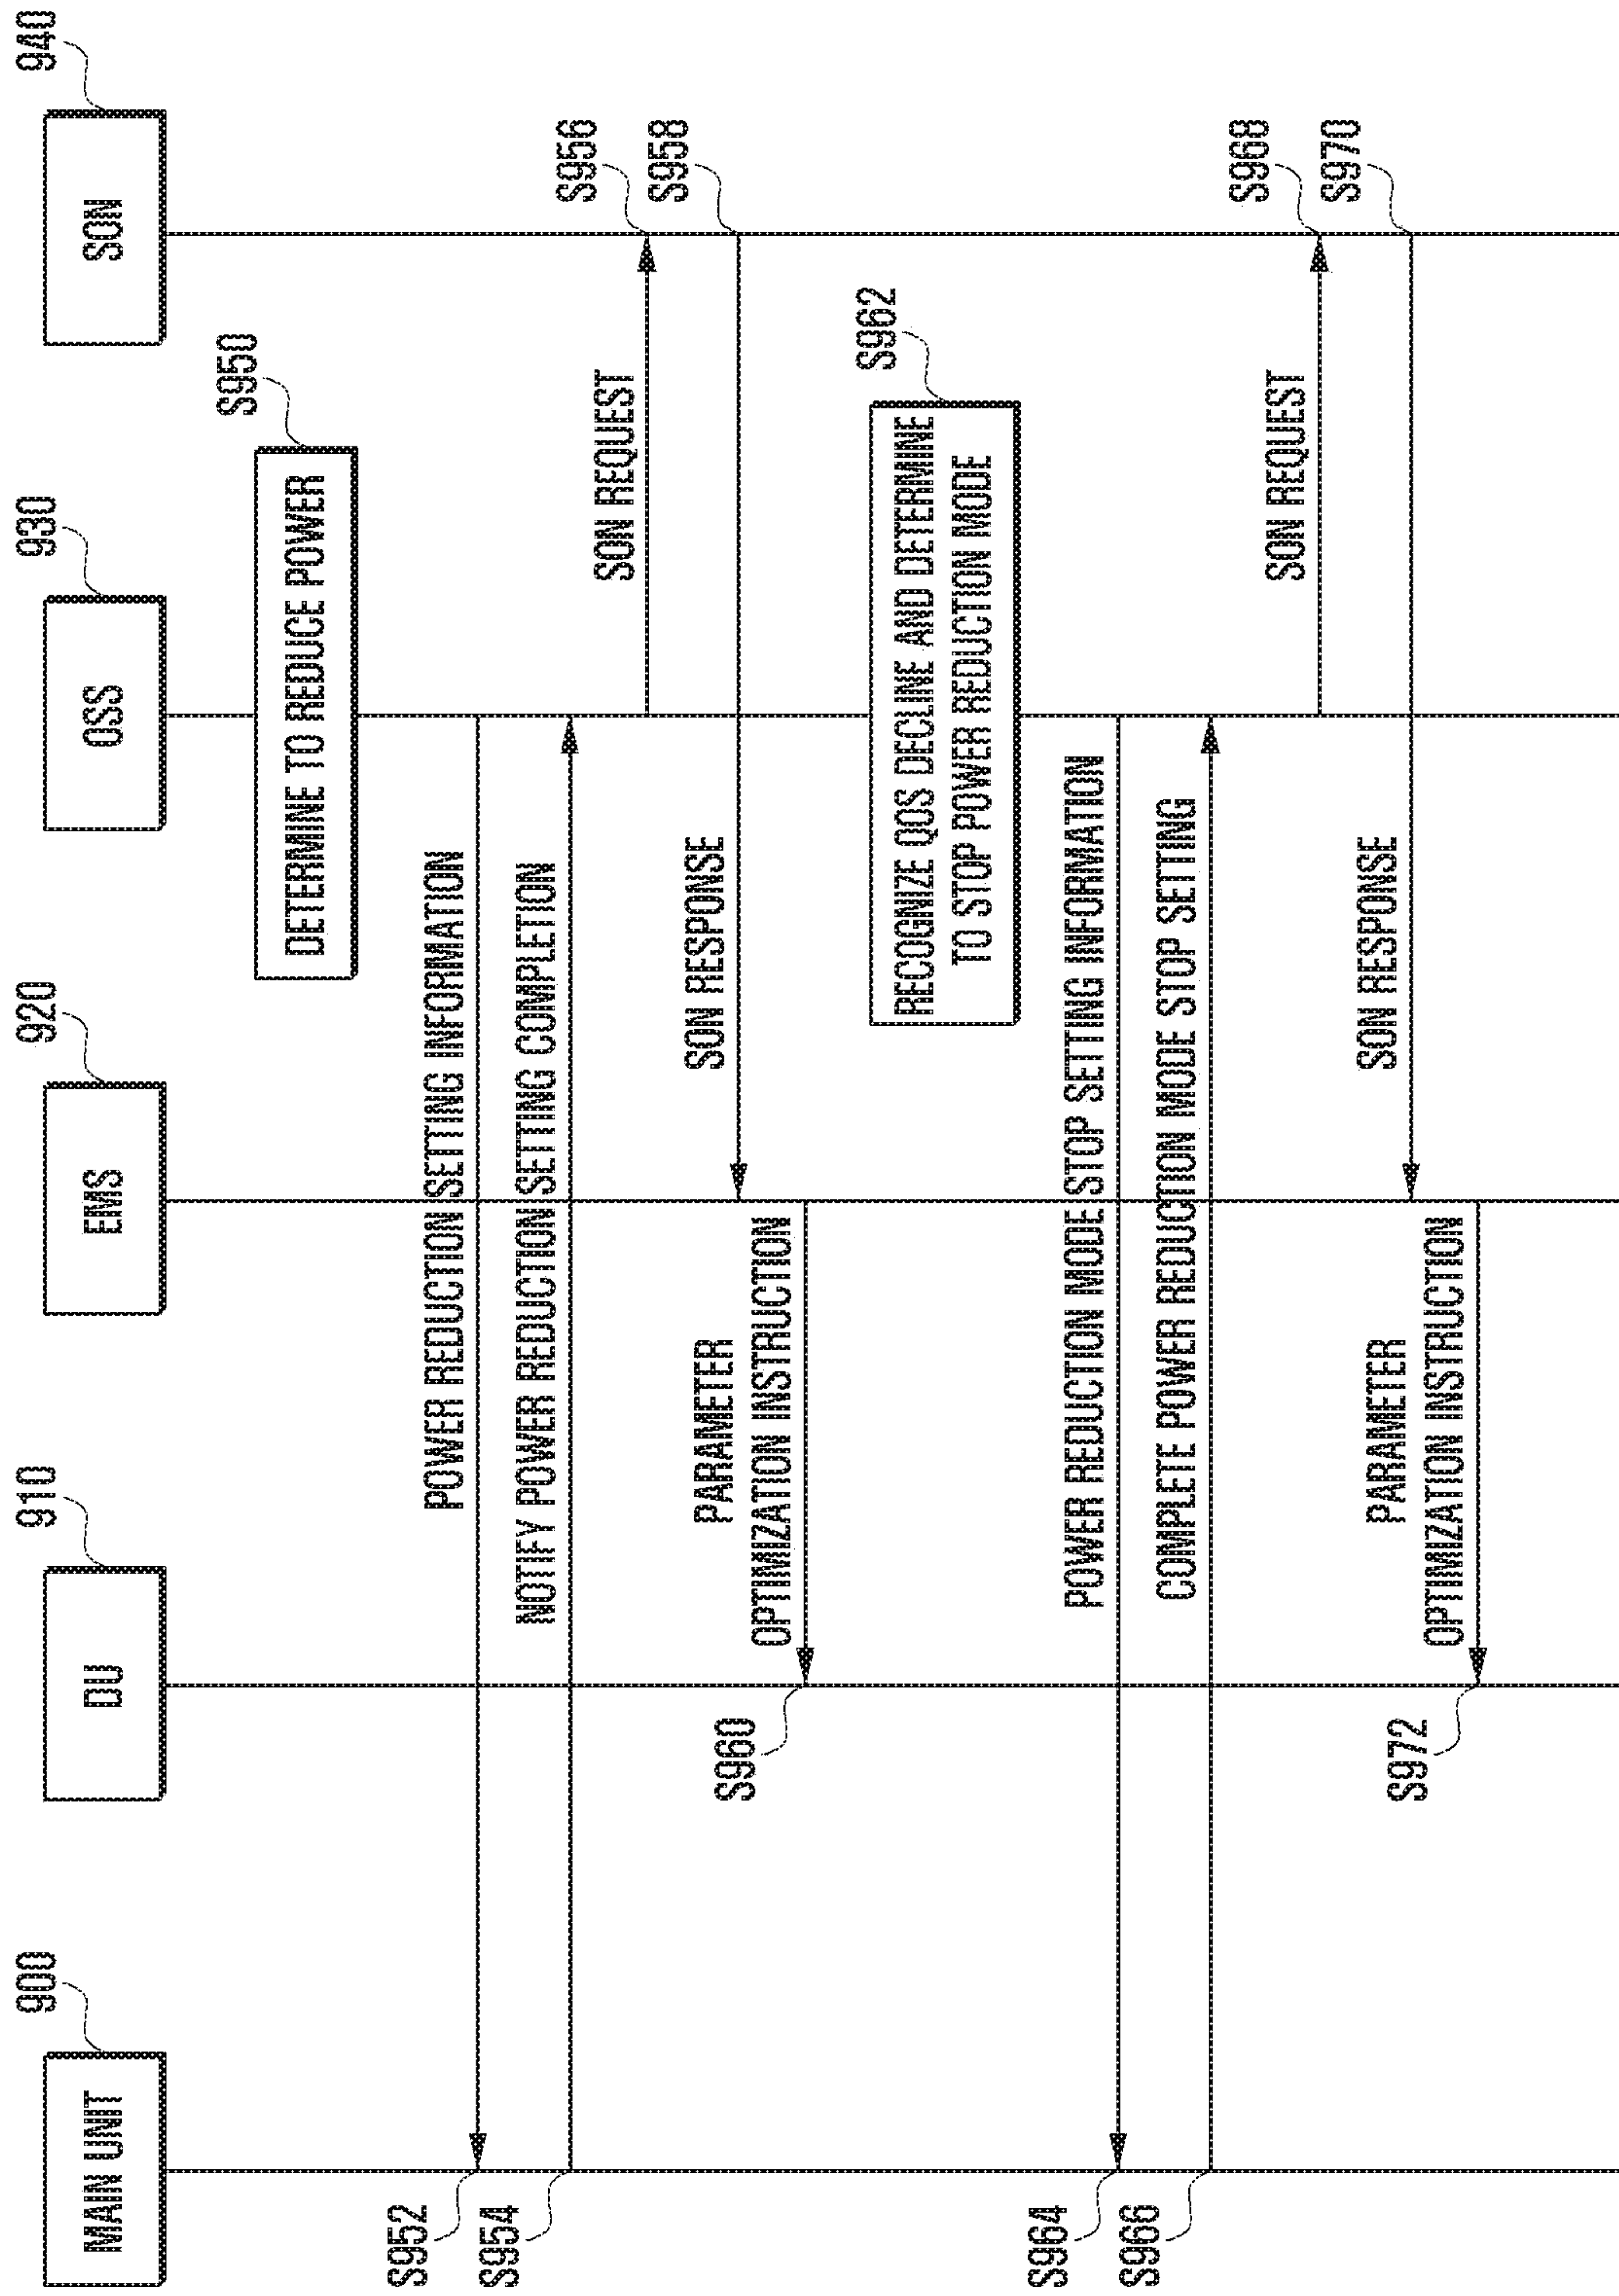 900
910
920
930
940
MAIN UNIT
DU
EMS
OSS
SON
S950
DETERMINE TO REDUCE POWER
POWER REDUCTION SETTING INFORMATION
S952
NOTIFY POWER REDUCTION SETTING COMPLETION
S954
SON REQUEST
S956
SON RESPONSE
S958
PARAMETER
OPTIMIZATION INSTRUCTION
S960
S962
RECOGNIZE QOS DECLINE AND DETERMINE
TO STOP POWER REDUCTION MODE
POWER REDUCTION MODE STOP SETTING INFORMATION
S964
COMPLETE POWER REDUCTION MODE STOP SETTING
S966
SON REQUEST
S968
SON RESPONSE
S970
PARAMETER
OPTIMIZATION INSTRUCTION
S972